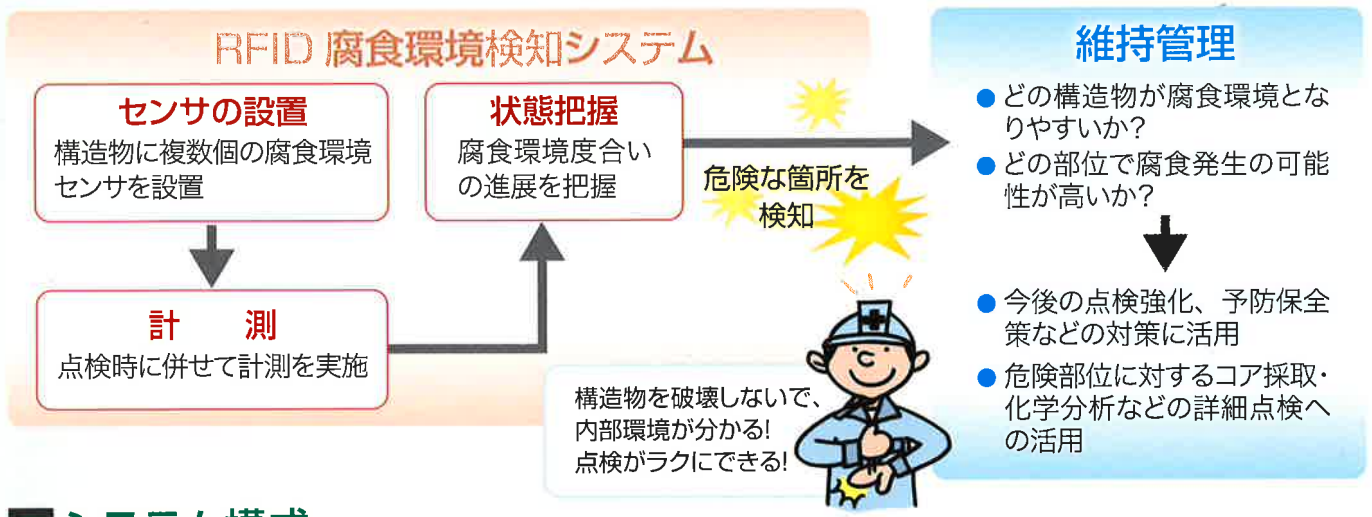 RFID 腐食環境検知システム
センサの設置
構造物に複数個の腐食環境
センサを設置
計 測
点検時に併せて計測を実施
状態把握
腐食環境度合い
の進展を把握
危険な箇所を
検知
構造物を破壊しないで、
内部環境が分かる!
点検がラクにできる!
維持管理
● どの構造物が腐食環境とな
りやすいか?
● どの部位で腐食発生の可能
性が高いか?
● 今後の点検強化、予防保全
策などの対策に活用
● 危険部位に対するコア採取・
化学分析などの詳細点検へ
の活用